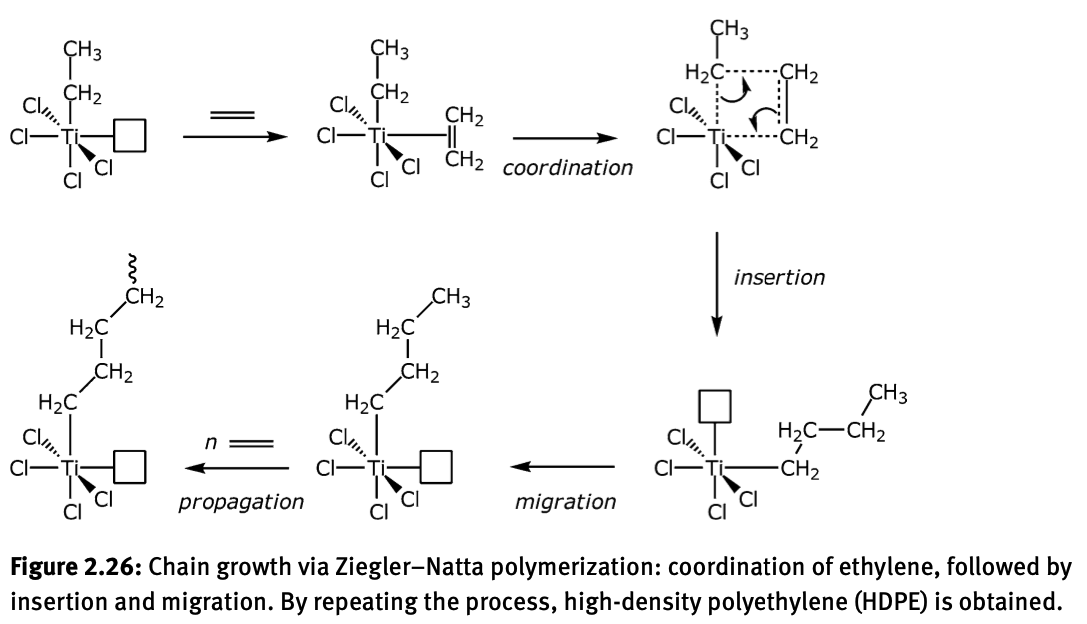 CH₃
CH₂
Cl
Cl—Ti
Cl
Cl
CH₃
CH₂
Cl
Cl—Ti
Cl
Cl
CH₂
CH₂
coordination
CH₃
H₂C
CH₂
Cl
Cl—Ti
CH₂
Cl
Cl
insertion
CH₂
H₂C
CH₂
H₂C
Cl
Cl—Ti
Cl
Cl
n
propagation
CH₃
H₂C
CH₂
H₂C
Cl
Cl—Ti
Cl
Cl
migration
CH₃
H₂C—CH₂
Cl
Cl—Ti—CH₂
Cl
Cl
Figure 2.26: Chain growth via Ziegler–Natta polymerization: coordination of ethylene, followed by
insertion and migration. By repeating the process, high-density polyethylene (HDPE) is obtained.